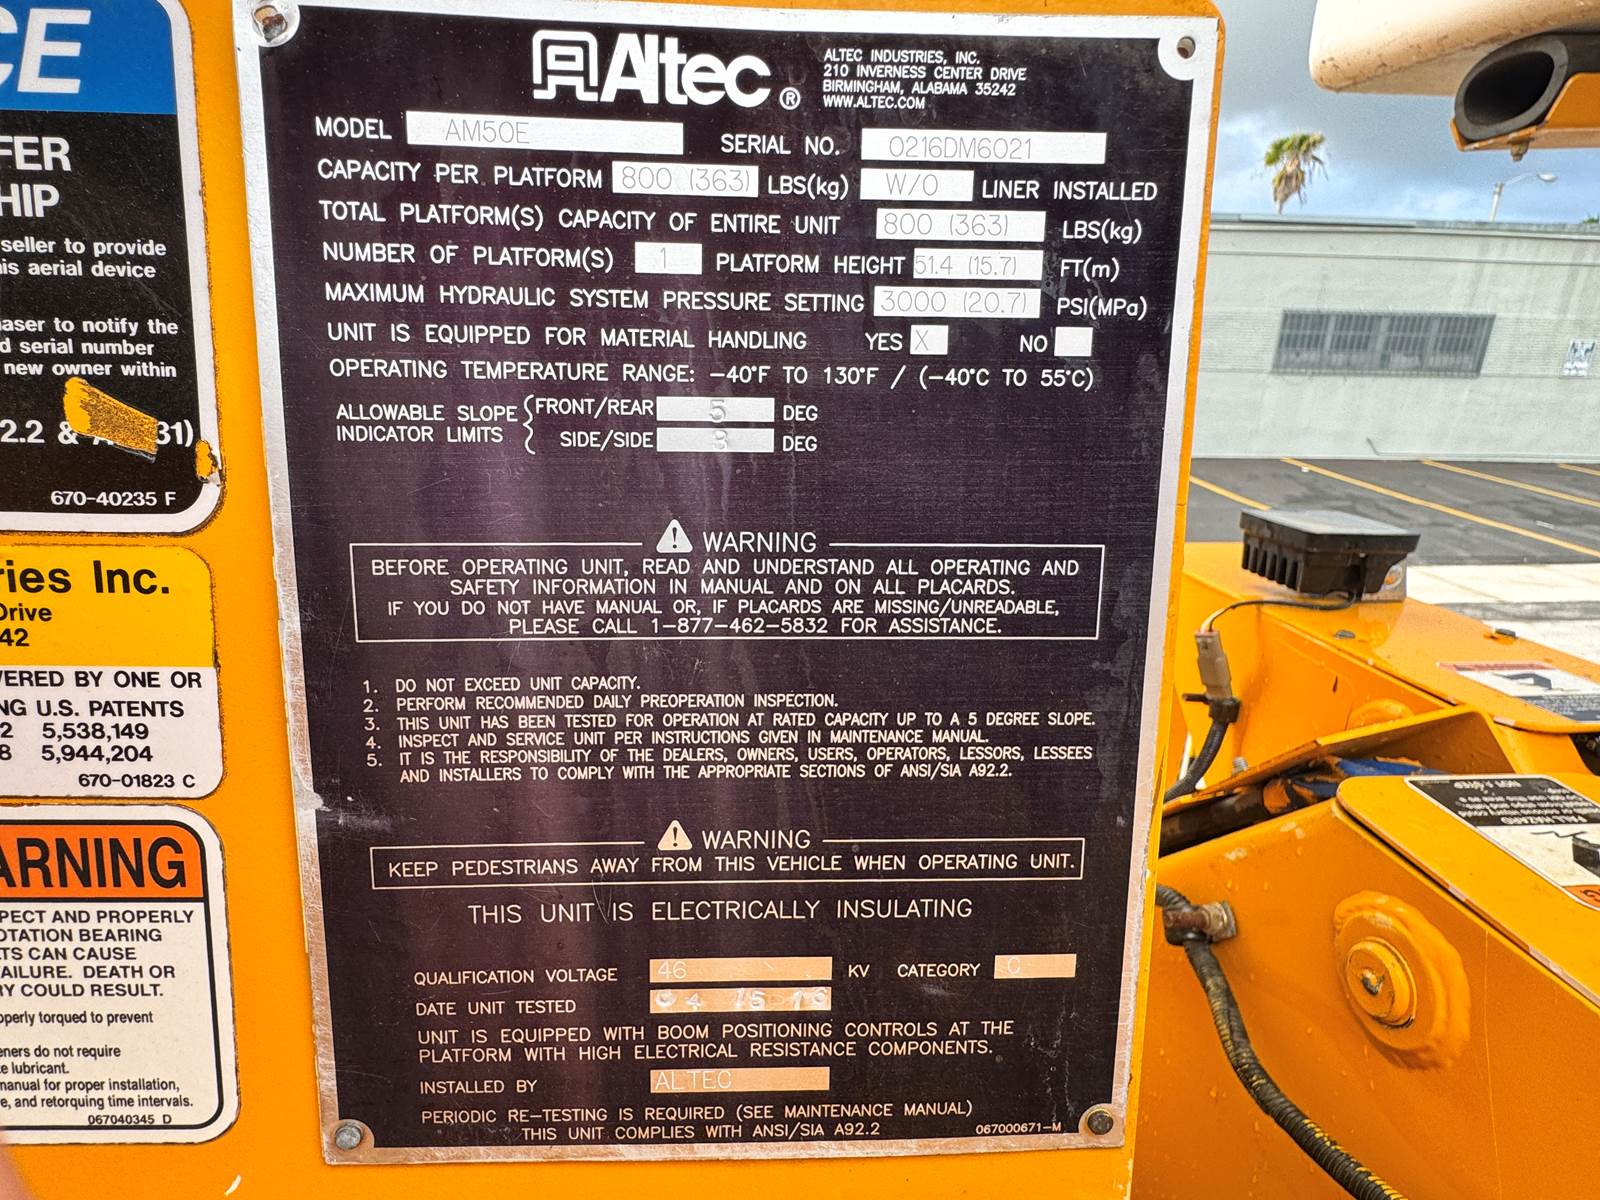 CE
FER
HIP
seller to provide
is aerial device
aser to notify the
d serial number
new owner within
2.2 & A 31)
670-40235 F
ries Inc.
Drive
42
VERED BY ONE OR
NG U.S. PATENTS
2 5,538,149
8 5,944,204
670-01823 C
ARNING
PECT AND PROPERLY
OTATION BEARING
LTS CAN CAUSE
AILURE. DEATH OR
RY COULD RESULT.
operly torqued to prevent
eners do not require
e lubricant.
manual for proper installation,
e, and retorquing time intervals.
067040345 D
Altec ®
ALTEC INDUSTRIES, INC.
210 INVERNESS CENTER DRIVE
BIRMINGHAM, ALABAMA 35242
WWW.ALTEC.COM
MODEL AM50E SERIAL NO. 0216DM6021
CAPACITY PER PLATFORM 800 (363) LBS(kg) W/O LINER INSTALLED
TOTAL PLATFORM(S) CAPACITY OF ENTIRE UNIT 800 (363) LBS(kg)
NUMBER OF PLATFORM(S) 1 PLATFORM HEIGHT 51.4 (15.7) FT(m)
MAXIMUM HYDRAULIC SYSTEM PRESSURE SETTING 3000 (20.7) PSI(MPa)
UNIT IS EQUIPPED FOR MATERIAL HANDLING YES X NO
OPERATING TEMPERATURE RANGE: -40°F TO 130°F / (-40°C TO 55°C)
ALLOWABLE SLOPE INDICATOR LIMITS
FRONT/REAR 5 DEG
SIDE/SIDE 8 DEG
WARNING
BEFORE OPERATING UNIT, READ AND UNDERSTAND ALL OPERATING AND
SAFETY INFORMATION IN MANUAL AND ON ALL PLACARDS.
IF YOU DO NOT HAVE MANUAL OR, IF PLACARDS ARE MISSING/UNREADABLE,
PLEASE CALL 1-877-462-5832 FOR ASSISTANCE.
1. DO NOT EXCEED UNIT CAPACITY.
2. PERFORM RECOMMENDED DAILY PREOPERATION INSPECTION.
3. THIS UNIT HAS BEEN TESTED FOR OPERATION AT RATED CAPACITY UP TO A 5 DEGREE SLOPE.
4. INSPECT AND SERVICE UNIT PER INSTRUCTIONS GIVEN IN MAINTENANCE MANUAL.
5. IT IS THE RESPONSIBILITY OF THE DEALERS, OWNERS, USERS, OPERATORS, LESSORS, LESSEES
AND INSTALLERS TO COMPLY WITH THE APPROPRIATE SECTIONS OF ANSI/SIA A92.2.
WARNING
KEEP PEDESTRIANS AWAY FROM THIS VEHICLE WHEN OPERATING UNIT.
THIS UNIT IS ELECTRICALLY INSULATING
QUALIFICATION VOLTAGE 46 KV CATEGORY C
DATE UNIT TESTED 04 15 16
UNIT IS EQUIPPED WITH BOOM POSITIONING CONTROLS AT THE
PLATFORM WITH HIGH ELECTRICAL RESISTANCE COMPONENTS.
INSTALLED BY ALTEC
PERIODIC RE-TESTING IS REQUIRED (SEE MAINTENANCE MANUAL)
THIS UNIT COMPLIES WITH ANSI/SIA A92.2
067000671-M
FALL HAZARD